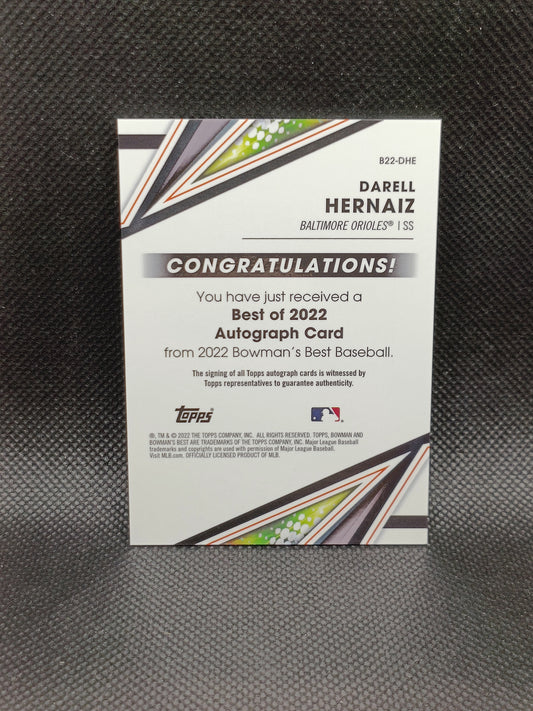 B22-DHE
DARELL
HERNAIZ
BALTIMORE ORIOLES® | SS
CONGRATULATIONS!
You have just received a
Best of 2022
Autograph Card
from 2022 Bowman's Best Baseball.
The signing of all Topps autograph cards is witnessed by
Topps representatives to guarantee authenticity.
topps®
®, TM & © 2022 THE TOPPS COMPANY, INC. ALL RIGHTS RESERVED. TOPPS, BOWMAN AND
BOWMAN'S BEST ARE TRADEMARKS OF THE TOPPS COMPANY, INC. Major League Baseball
trademarks and copyrights are used with permission of Major League Baseball.
Visit MLB.com. OFFICIALLY LICENSED PRODUCT OF MLB.